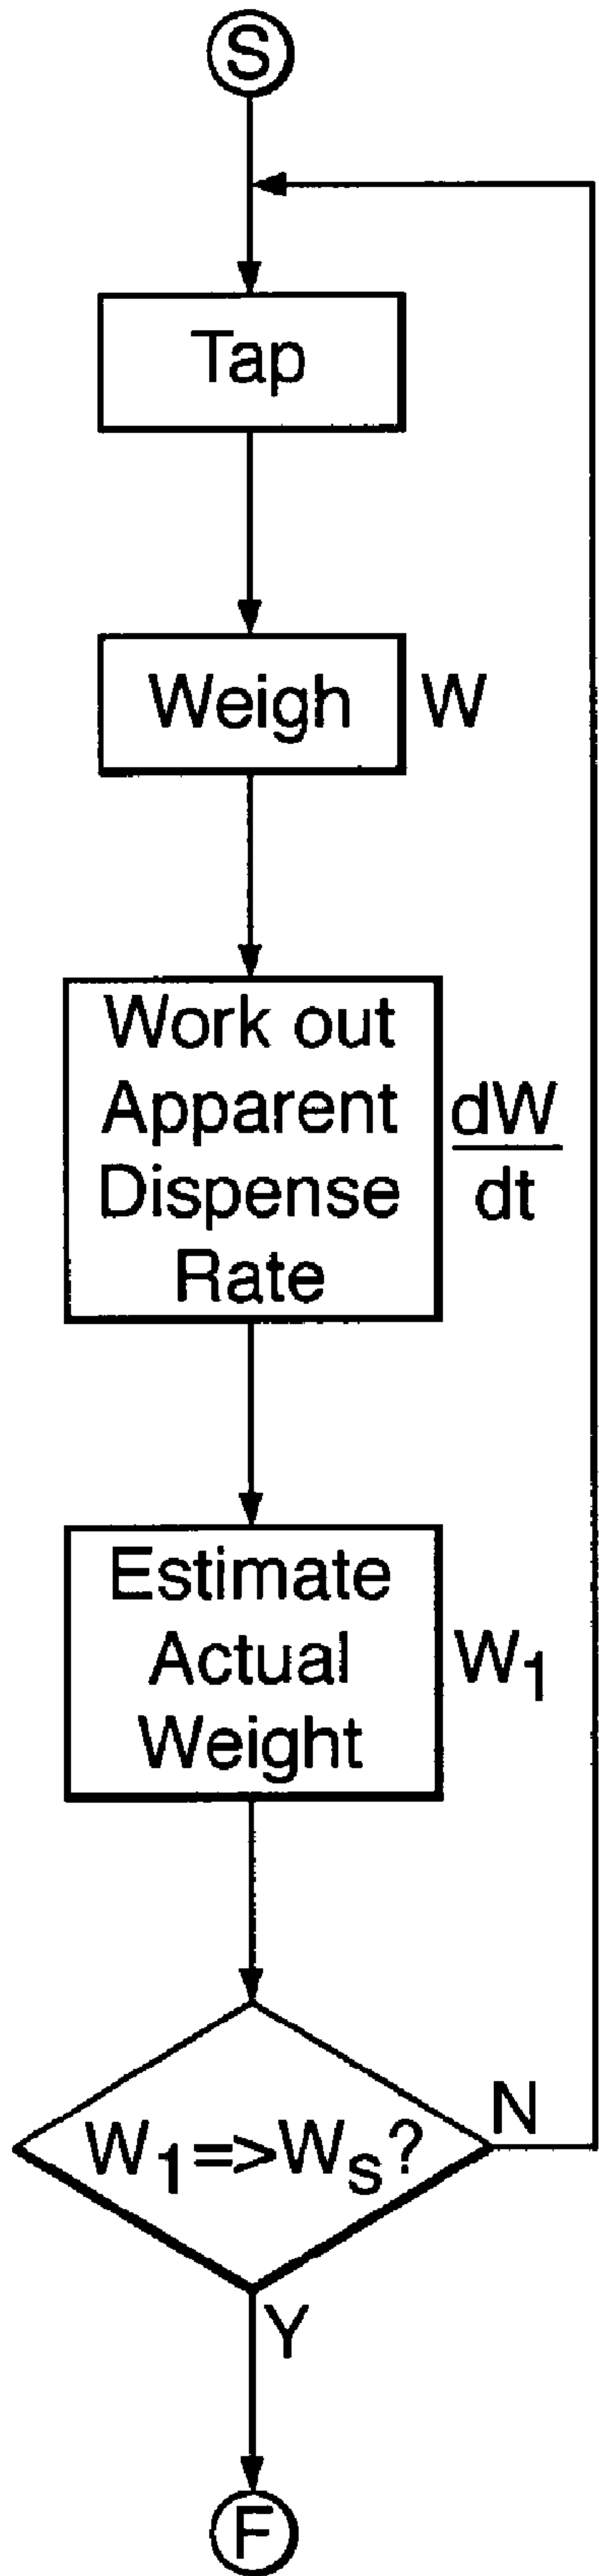 S
Tap
Weigh
W
Work out
Apparent
Dispense
Rate
dW
dt
Estimate
Actual
Weight
W1
W1=>WS?
N
Y
F